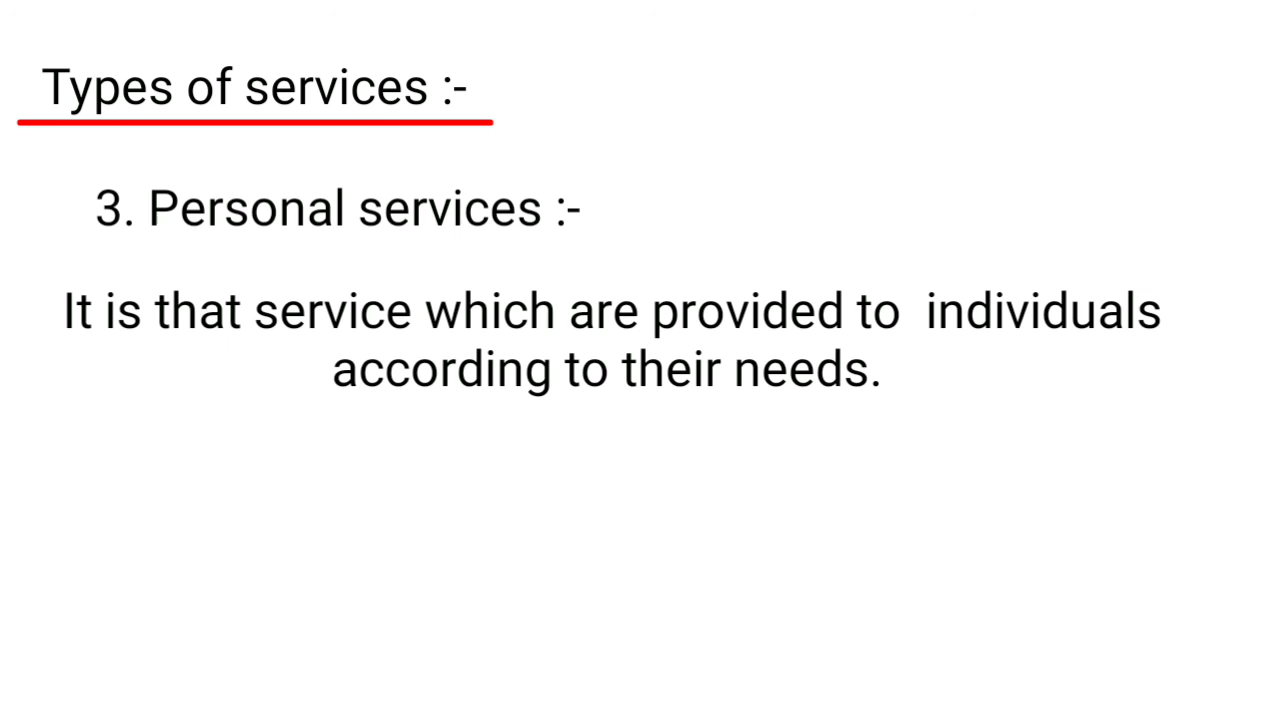 Types of services :-
3. Personal services :-
It is that service which are provided to  individuals
according to their needs.